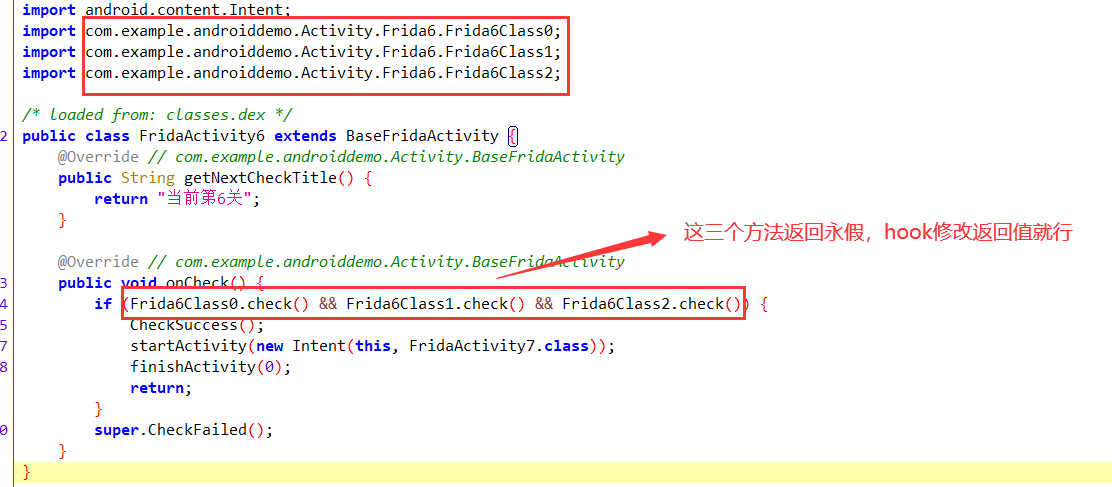 import android.content.Intent;
import com.example.androiddemo.Activity.Frida6.Frida6Class0;
import com.example.androiddemo.Activity.Frida6.Frida6Class1;
import com.example.androiddemo.Activity.Frida6.Frida6Class2;
/* loaded from: classes.dex */
2 public class FridaActivity6 extends BaseFridaActivity {
@Override // com.example.androiddemo.Activity.BaseFridaActivity
public String getNextCheckTitle() {
return "当前第6关";
}
这三个方法返回永假，hook修改返回值就行
@Override // com.example.androiddemo.Activity.BaseFridaActivity
3 public void onCheck() {
4 if (Frida6Class0.check() && Frida6Class1.check() && Frida6Class2.check()) {
5 CheckSuccess();
7 startActivity(new Intent(this, FridaActivity7.class));
8 finishActivity(0);
return;
}
0 super.CheckFailed();
}
}